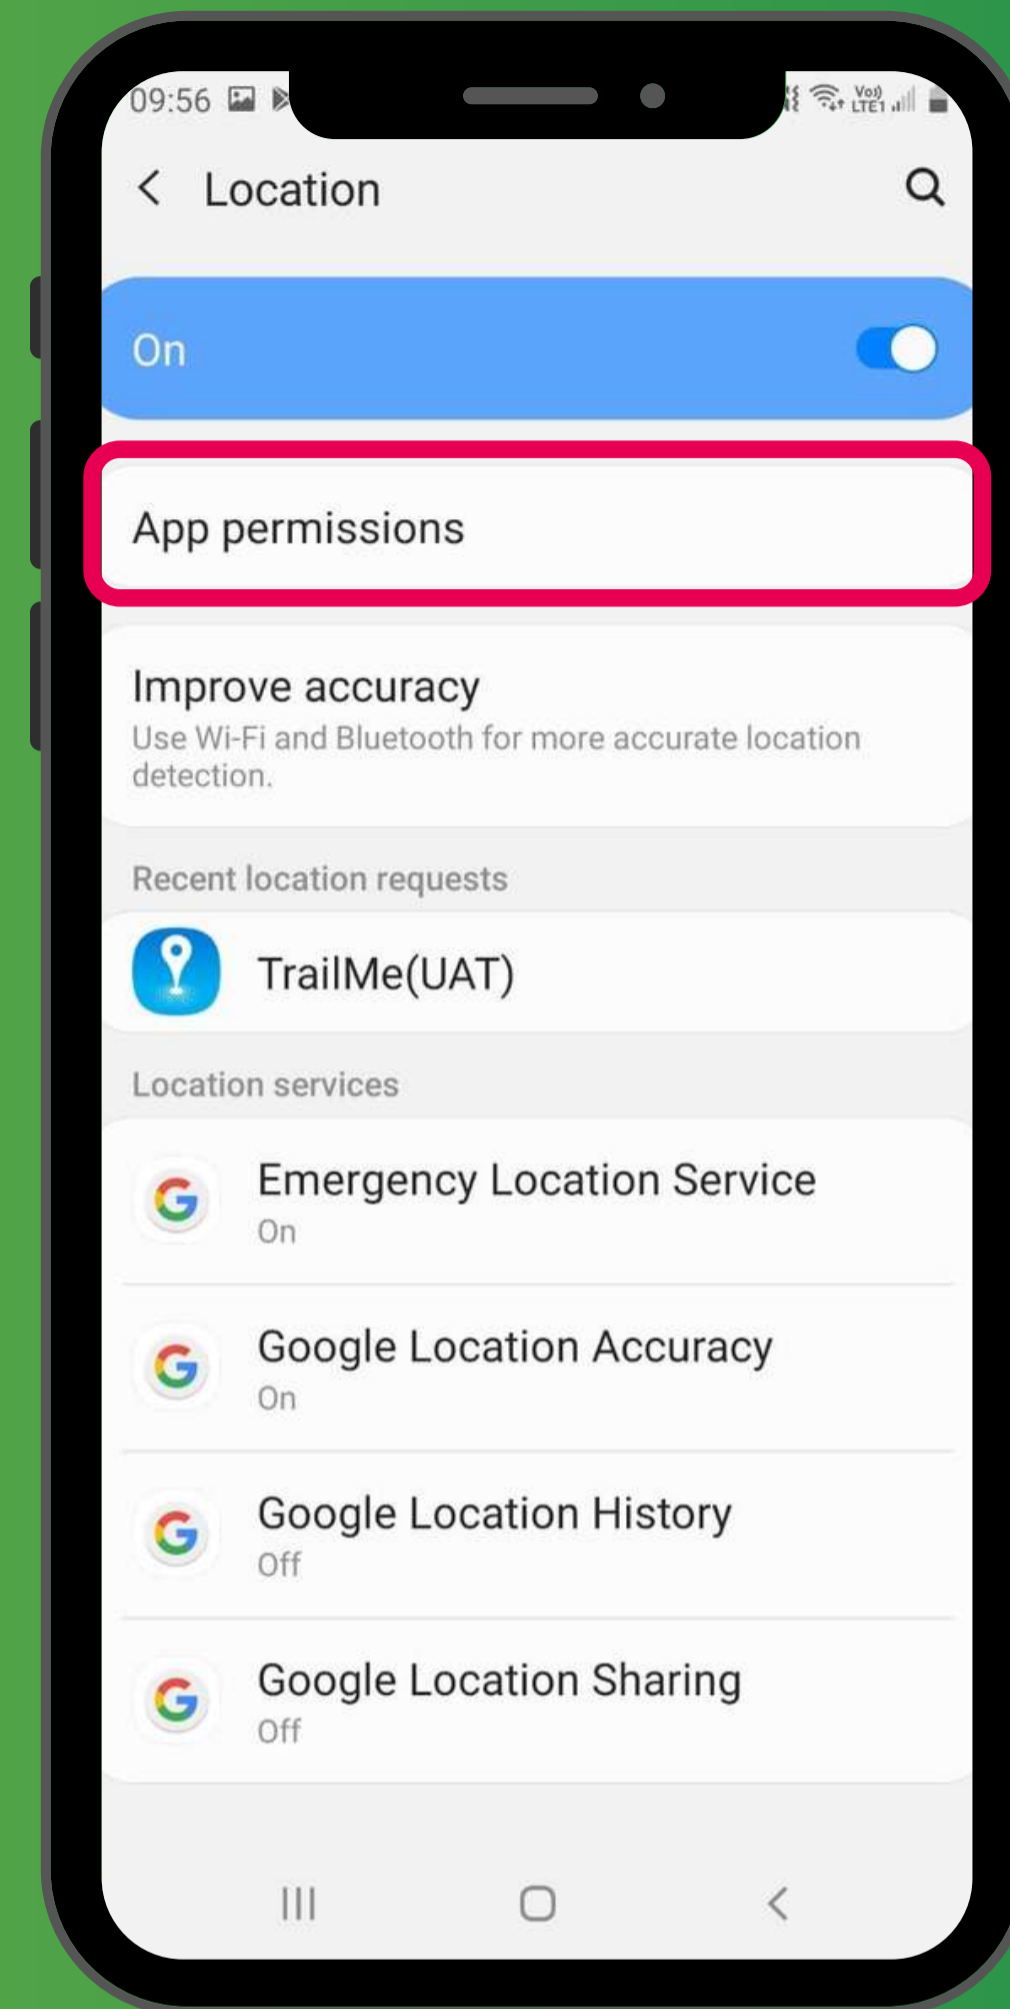 09:56
Vo))
LTE1
Location
On
App permissions
Improve accuracy
Use Wi-Fi and Bluetooth for more accurate location
detection.
Recent location requests
TrailMe(UAT)
Location services
Emergency Location Service
On
Google Location Accuracy
On
Google Location History
Off
Google Location Sharing
Off